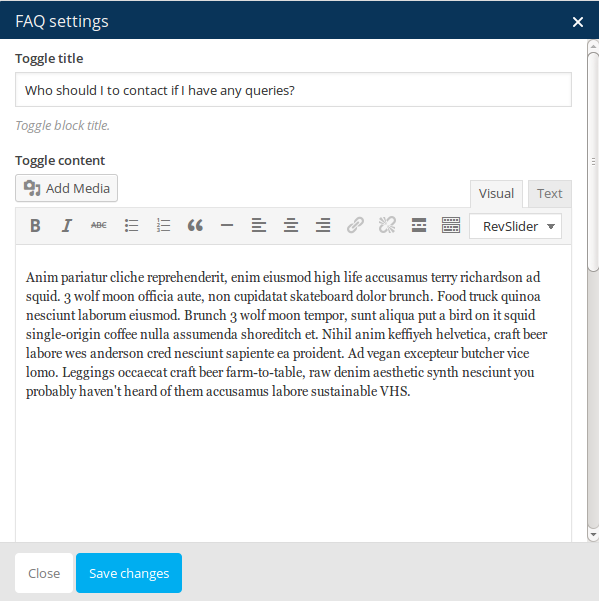 FAQ settings
Toggle title
Who should I to contact if I have any queries?
Toggle block title.
Toggle content
Add Media
Visual Text
B I ABC RevSlider
Anim pariatur cliche reprehenderit, enim eiusmod high life accusamus terry richardson ad
squid. 3 wolf moon officia aute, non cupidatat skateboard dolor brunch. Food truck quinoa
nesciunt laborum eiusmod. Brunch 3 wolf moon tempor, sunt aliqua put a bird on it squid
single-origin coffee nulla assumenda shoreditch et. Nihil anim keffiyeh helvetica, craft beer
labore wes anderson cred nesciunt sapiente ea proident. Ad vegan excepteur butcher vice
lomo. Leggings occaecat craft beer farm-to-table, raw denim aesthetic synth nesciunt you
probably haven't heard of them accusamus labore sustainable VHS.
Close Save changes